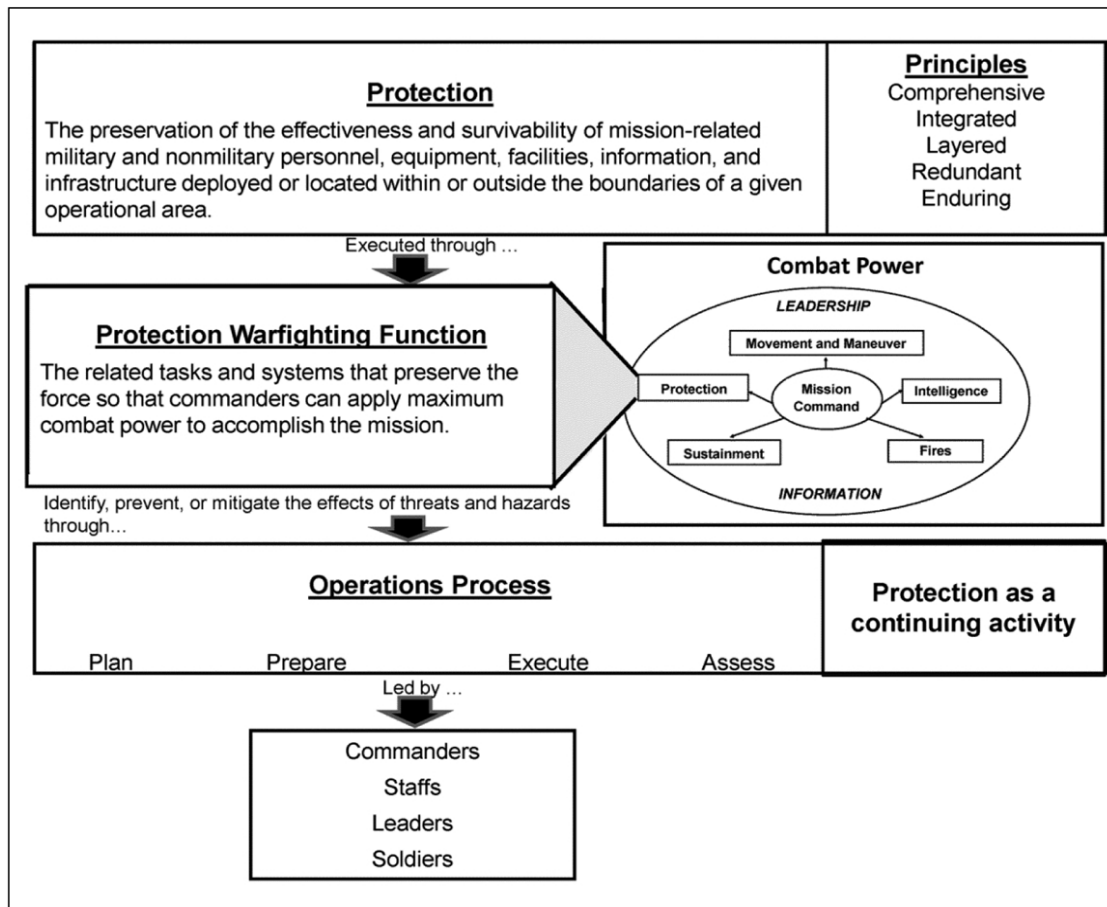 Protection
The preservation of the effectiveness and survivability of mission-related
military and nonmilitary personnel, equipment, facilities, information, and
infrastructure deployed or located within or outside the boundaries of a given
operational area.
Principles
Comprehensive
Integrated
Layered
Redundant
Enduring
Executed through …
Protection Warfighting Function
The related tasks and systems that preserve the
force so that commanders can apply maximum
combat power to accomplish the mission.
Combat Power
LEADERSHIP
Movement and Maneuver
Protection
Mission
Command
Intelligence
Sustainment
Fires
INFORMATION
Identify, prevent, or mitigate the effects of threats and hazards
through…
Operations Process
Plan Prepare Execute Assess
Protection as a
continuing activity
Led by …
Commanders
Staffs
Leaders
Soldiers